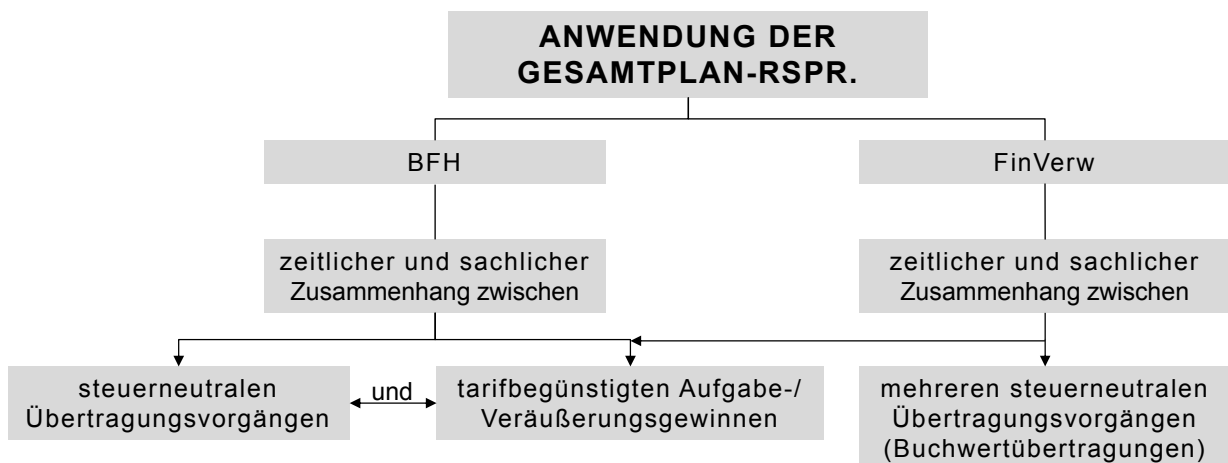 ANWENDUNG DER
GESAMTPLAN-RSPR.
BFH
FinVerw
zeitlicher und sachlicher
Zusammenhang zwischen
zeitlicher und sachlicher
Zusammenhang zwischen
steuerneutralen
Übertragungsvorgängen
und
tarifbegünstigten Aufgabe-/
Veräußerungsgewinnen
mehreren steuerneutralen
Übertragungsvorgängen
(Buchwertübertragungen)